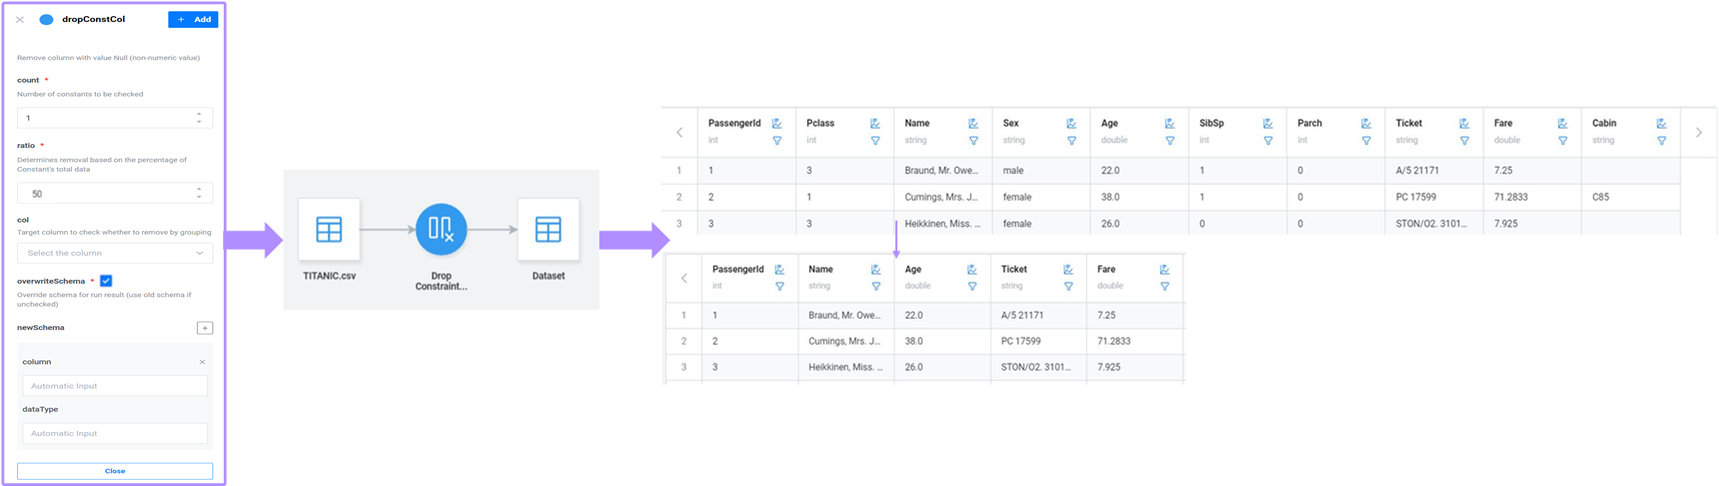 dropConstCol
+ Add
Remove column with value Null (non-numeric value)
count *
Number of constants to be checked
1
ratio *
Determines removal based on the percentage of
Constant's total data
50
col
Target column to check whether to remove by grouping
Select the column
overwriteSchema *
Override schema for run result (use old schema if
unchecked)
newSchema
+
column
Automatic Input
dataType
Automatic Input
Close
TITANIC.csv
Drop
Constraint...
Dataset
PassengerId Pclass Name Sex Age SibSp Parch Ticket Fare Cabin
int int string string double int int string double string
1 1 3 Braund, Mr. Owe... male 22.0 1 0 A/5 21171 7.25
2 2 1 Cumings, Mrs. J... female 38.0 1 0 PC 17599 71.2833 C85
3 3 3 Heikkinen, Miss. ... female 26.0 0 0 STON/O2. 3101... 7.925
PassengerId Name Age Ticket Fare
int string double string double
1 1 Braund, Mr. Owe... 22.0 A/5 21171 7.25
2 2 Cumings, Mrs. J... 38.0 PC 17599 71.2833
3 3 Heikkinen, Miss. ... 26.0 STON/O2. 3101... 7.925